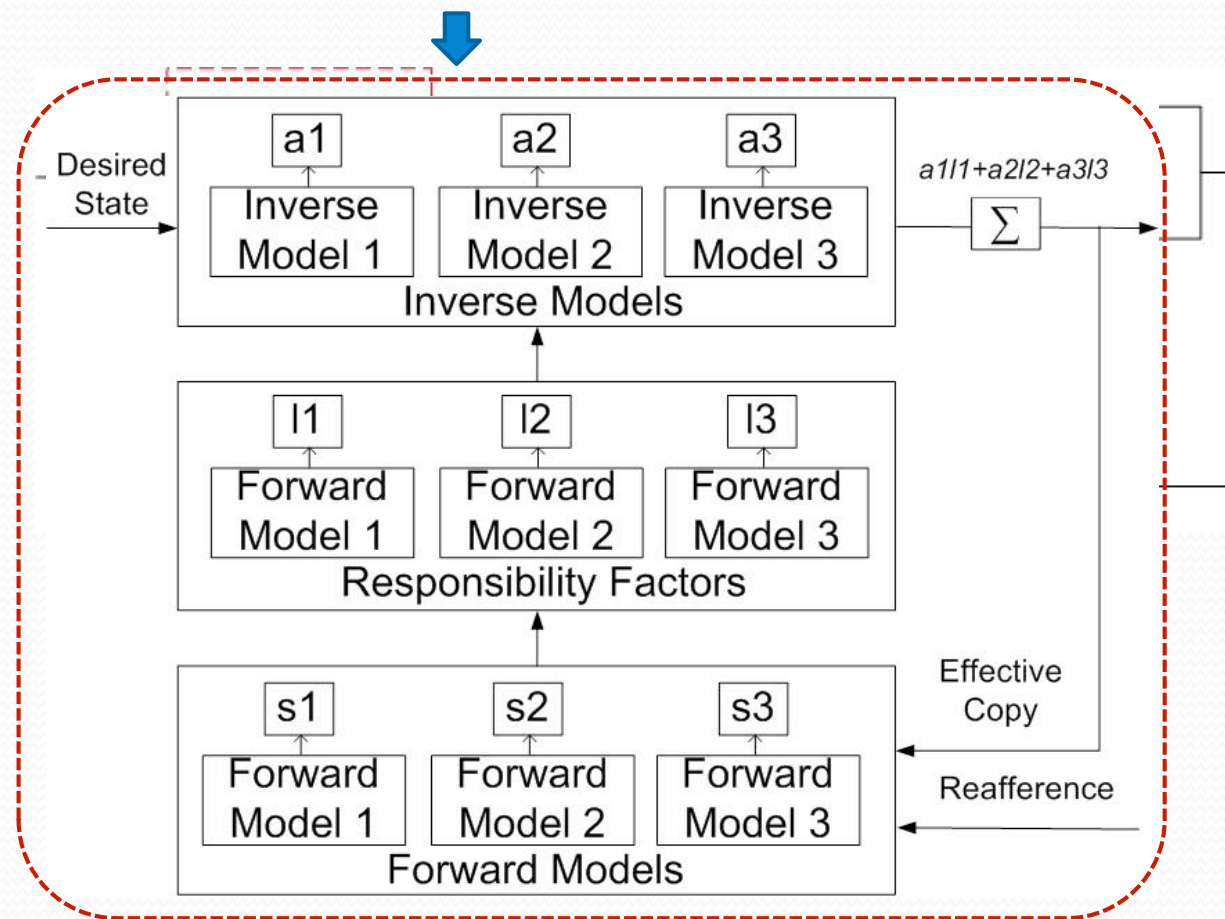 a1
a2
a3
Desired
State
a1l1+a2l2+a3l3
Inverse
Model 1
Inverse
Model 2
Inverse
Model 3
Σ
Inverse Models
l1
l2
l3
Forward
Model 1
Forward
Model 2
Forward
Model 3
Responsibility Factors
s1
s2
s3
Effective
Copy
Forward
Model 1
Forward
Model 2
Forward
Model 3
Reafference
Forward Models